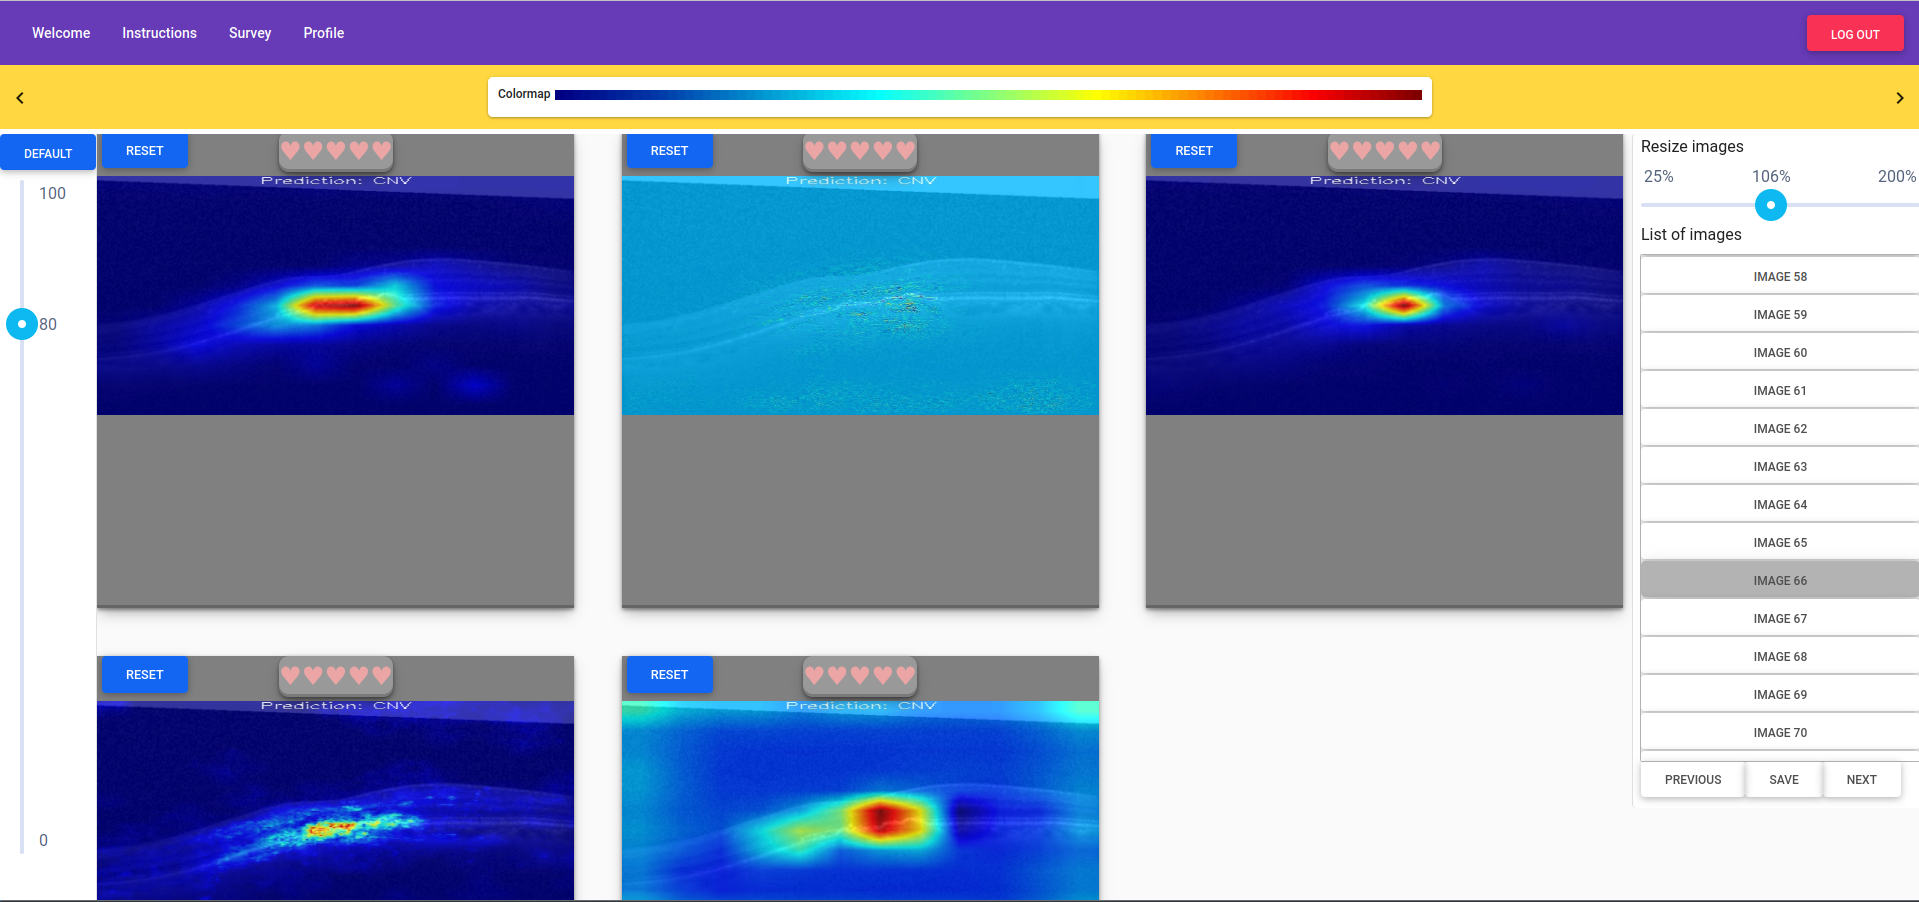 Welcome
Instructions
Survey
Profile
LOG OUT
Colormap
DEFAULT
100
80
0
RESET
Prediction: CNV
RESET
Prediction: CNV
RESET
Prediction: CNV
RESET
Prediction: CNV
RESET
Prediction: CNV
Resize images
25% 106% 200%
List of images
IMAGE 58
IMAGE 59
IMAGE 60
IMAGE 61
IMAGE 62
IMAGE 63
IMAGE 64
IMAGE 65
IMAGE 66
IMAGE 67
IMAGE 68
IMAGE 69
IMAGE 70
PREVIOUS
SAVE
NEXT